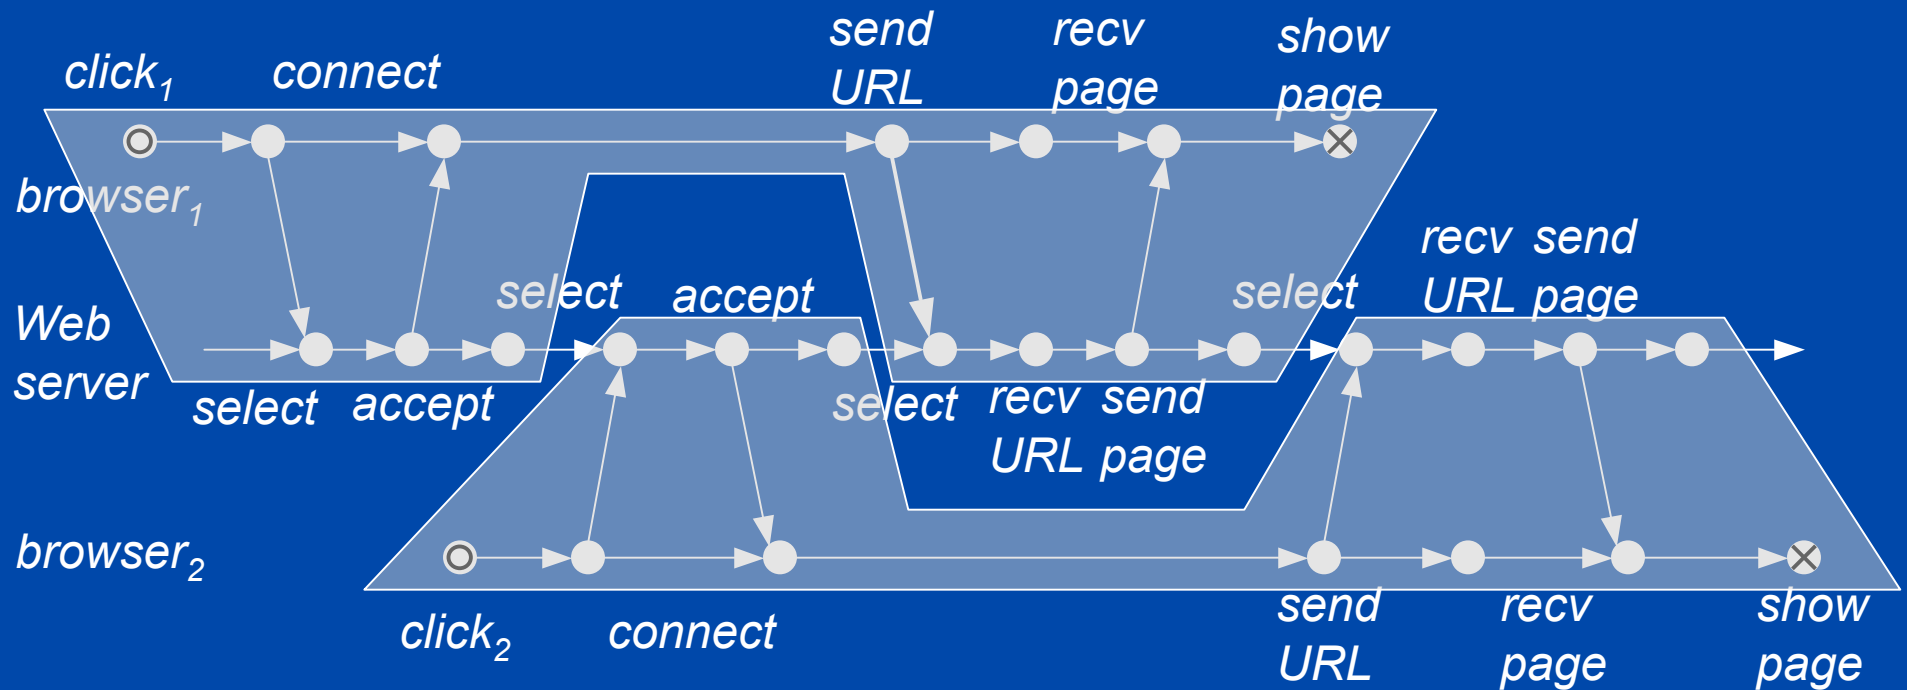 click₁ connect send URL recv page show page
browser₁
select accept select recv URL send page
Web server
select accept select recv URL send page
browser₂
click₂ connect send URL recv page show page